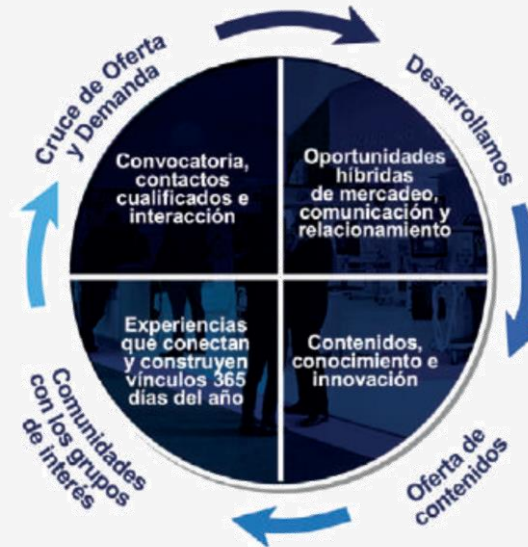 Cruce de Oferta
y Demanda
Desarrollamos
Convocatoria,
contactos
cualificados e
interacción
Oportunidades
híbridas
de mercadeo,
comunicación y
relacionamiento
Experiencias
que conectan
y construyen
vínculos 365
días del año
Contenidos,
conocimiento e
innovación
Comunidades
con los grupos
de interés
Oferta de
contenidos